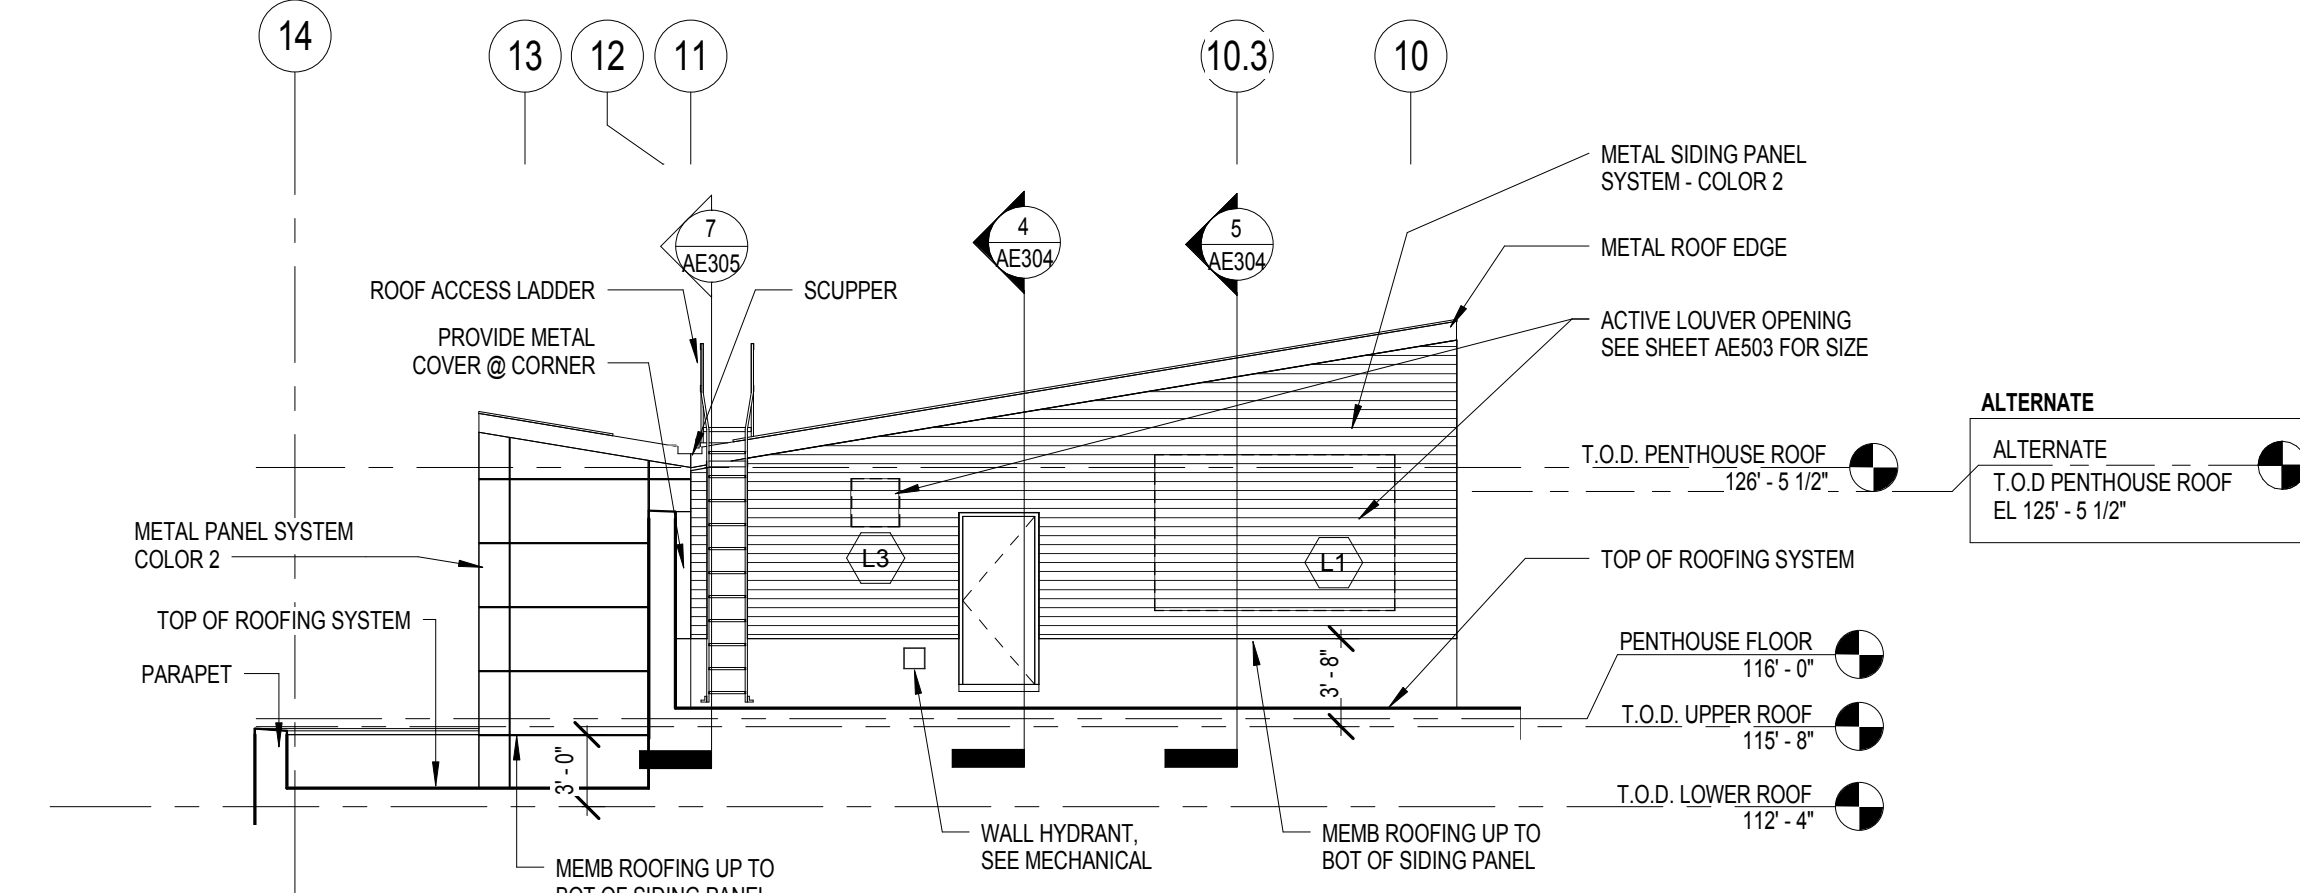 14
13
12
11
10.3
10
METAL SIDING PANEL
SYSTEM - COLOR 2
7
AE305
4
AE304
5
AE304
METAL ROOF EDGE
ROOF ACCESS LADDER
SCUPPER
PROVIDE METAL
COVER @ CORNER
ACTIVE LOUVER OPENING
SEE SHEET AE503 FOR SIZE
ALTERNATE
ALTERNATE
T.O.D PENTHOUSE ROOF
EL 125' - 5 1/2"
T.O.D. PENTHOUSE ROOF
126' - 5 1/2"
METAL PANEL SYSTEM
COLOR 2
L3
L1
TOP OF ROOFING SYSTEM
TOP OF ROOFING SYSTEM
PARAPET
PENTHOUSE FLOOR
116' - 0"
3' - 8"
T.O.D. UPPER ROOF
115' - 8"
3' - 0"
T.O.D. LOWER ROOF
112' - 4"
WALL HYDRANT,
SEE MECHANICAL
MEMB ROOFING UP TO
BOT OF SIDING PANEL
MEMB ROOFING UP TO
BOT OF SIDING PANEL